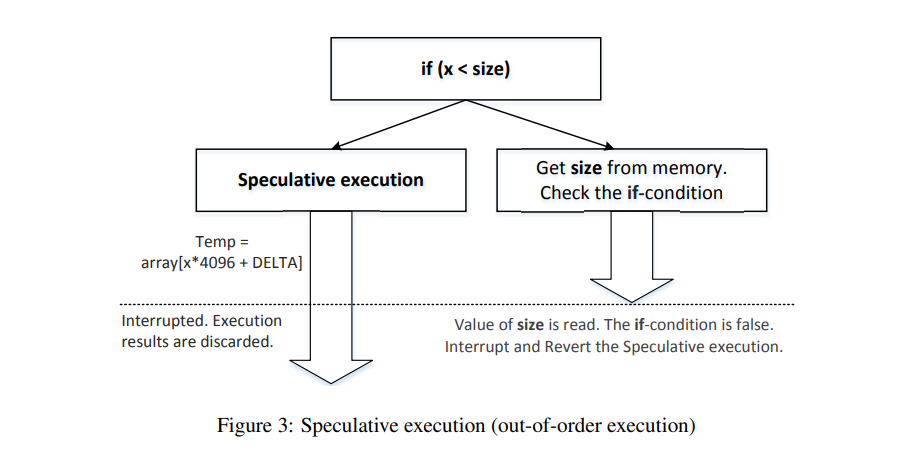 if (x < size)
Speculative execution
Get size from memory.
Check the if-condition
Temp =
array[x*4096 + DELTA]
Interrupted. Execution
results are discarded.
Value of size is read. The if-condition is false.
Interrupt and Revert the Speculative execution.
Figure 3: Speculative execution (out-of-order execution)